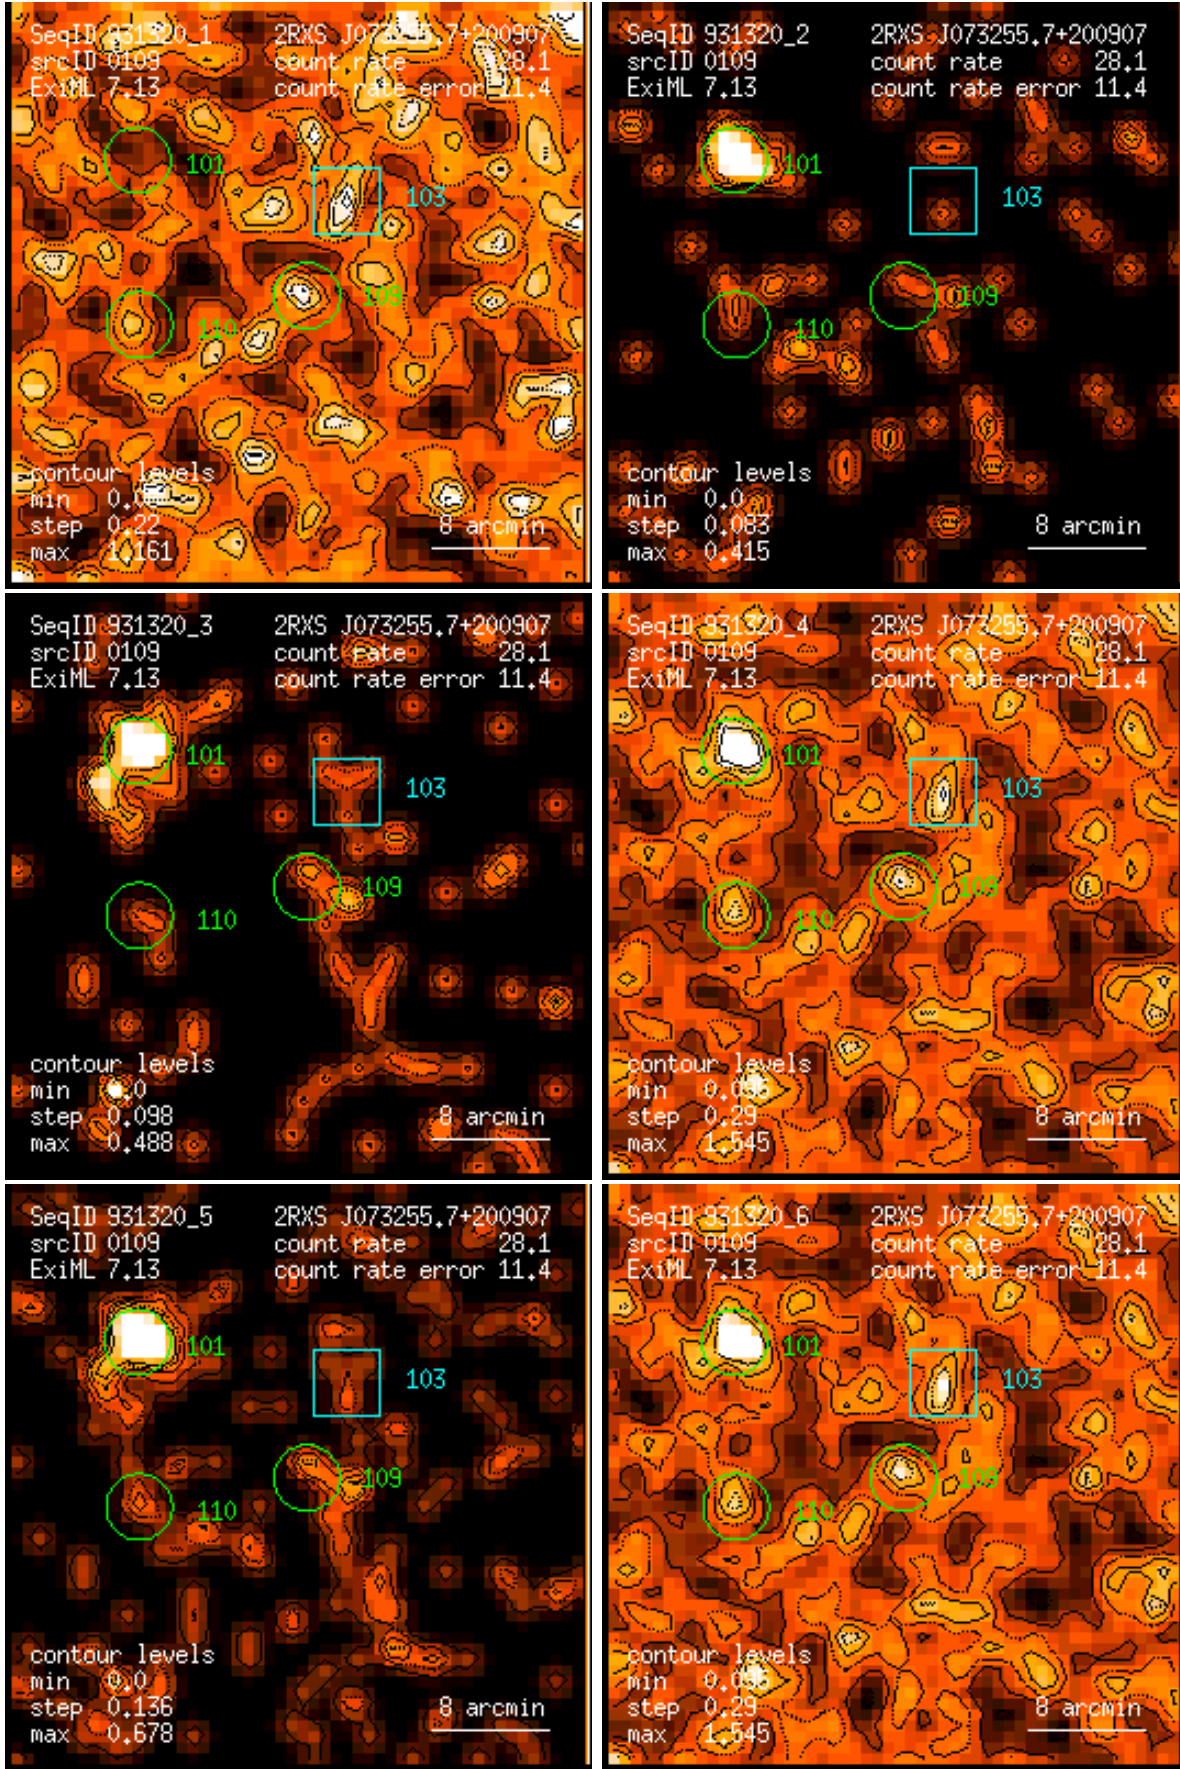 SeqID 931320_1 2RXS J073255.7+200907
srcID 0109 count rate 28.1
ExiML 7.13 count rate error 11.4
101
103
109
110
contour levels
min
step 0.22
max 1.161
8 arcmin
SeqID 931320_2 2RXS J073255.7+200907
srcID 0109 count rate 28.1
ExiML 7.13 count rate error 11.4
101
103
109
110
contour levels
min 0.0
step 0.083
max 0.415
8 arcmin
SeqID 931320_3 2RXS J073255.7+200907
srcID 0109 count rate 28.1
ExiML 7.13 count rate error 11.4
101
103
109
110
contour levels
min 0.0
step 0.098
max 0.488
8 arcmin
SeqID 931320_4 2RXS J073255.7+200907
srcID 0109 count rate 28.1
ExiML 7.13 count rate error 11.4
101
103
109
110
contour levels
min 0.096
step 0.29
max 1.545
8 arcmin
SeqID 931320_5 2RXS J073255.7+200907
srcID 0109 count rate 28.1
ExiML 7.13 count rate error 11.4
101
103
109
110
contour levels
min 0.0
step 0.136
max 0.678
8 arcmin
SeqID 931320_6 2RXS J073255.7+200907
srcID 0109 count rate 28.1
ExiML 7.13 count rate error 11.4
101
103
109
110
contour levels
min 0.096
step 0.29
max 1.545
8 arcmin